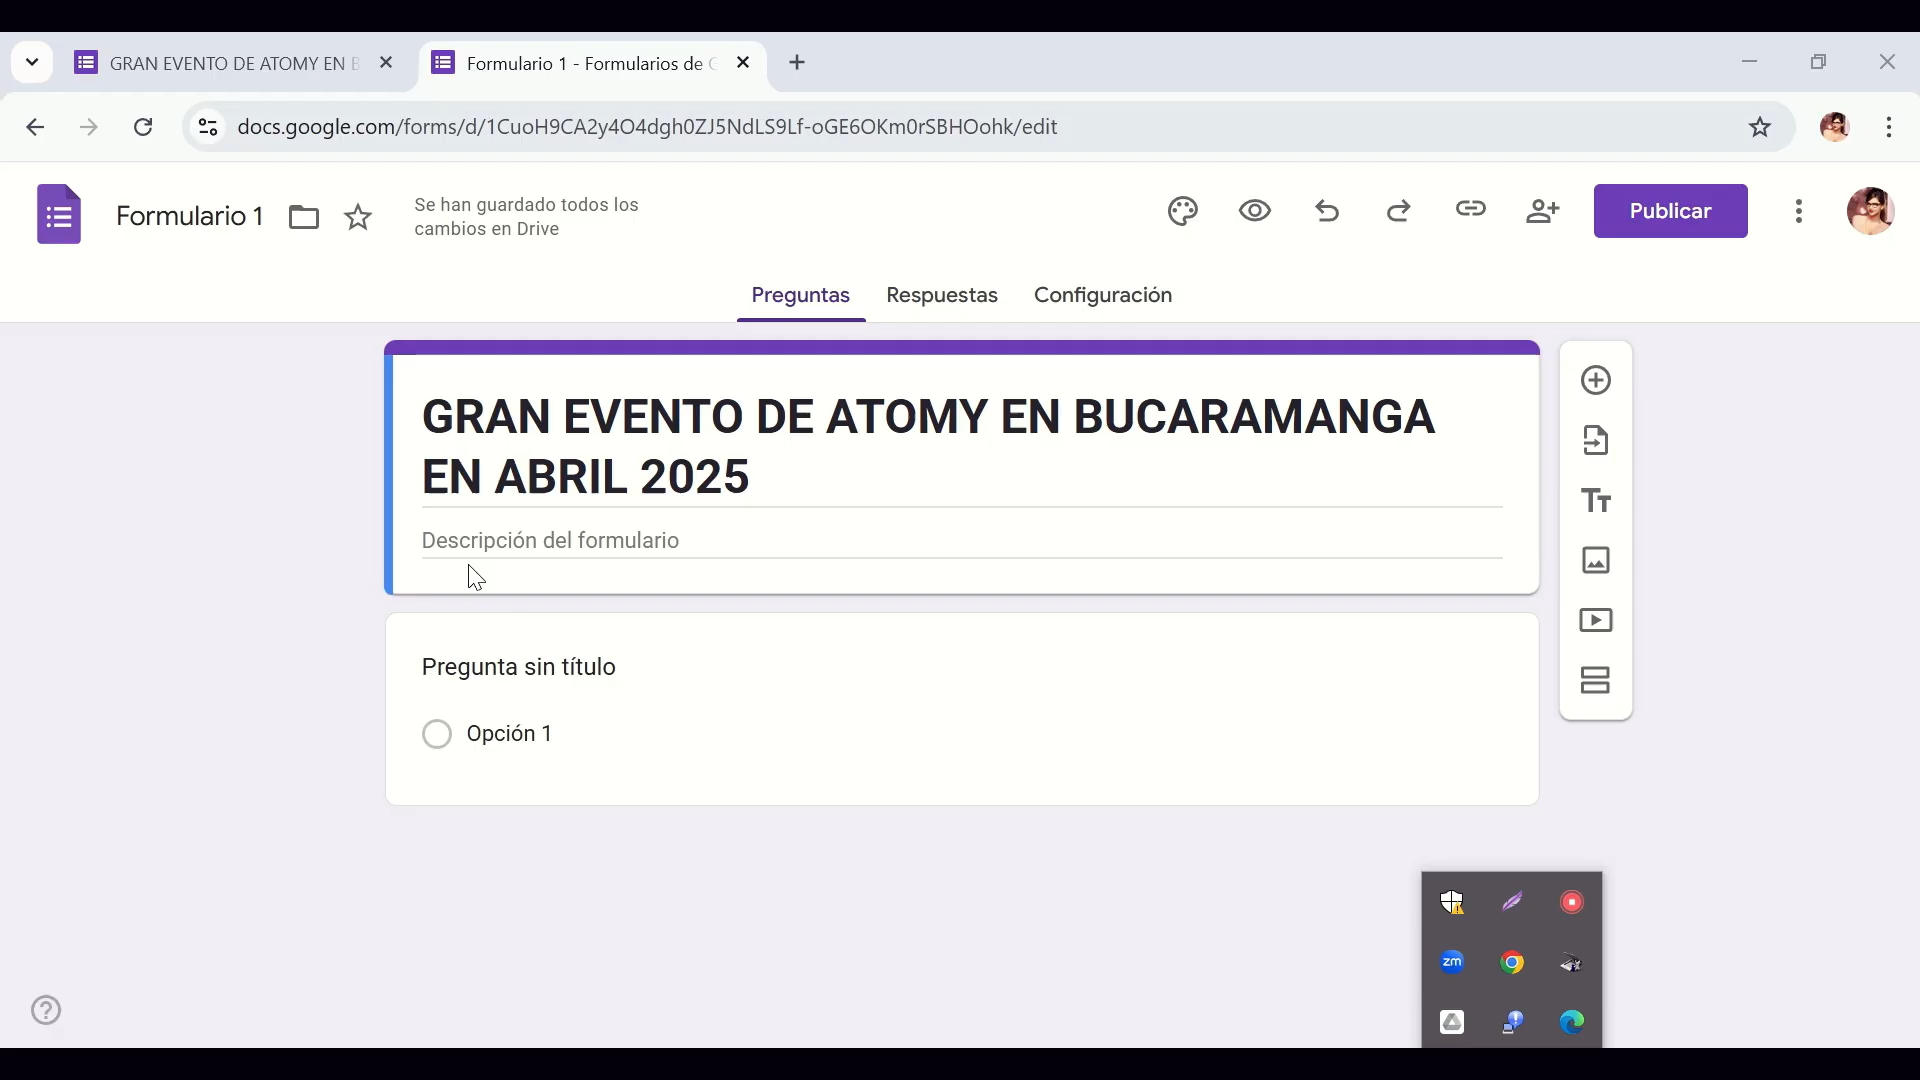 GRAN EVENTO DE ATOMY EN B
Formulario 1 - Formularios de G
docs.google.com/forms/d/1CuoH9CA2y4O4dgh0ZJ5NdLS9Lf-oGE6OKm0rSBHOohk/edit
Formulario 1
Se han guardado todos los
cambios en Drive
Publicar
Preguntas
Respuestas
Configuración
GRAN EVENTO DE ATOMY EN BUCARAMANGA
EN ABRIL 2025
Descripción del formulario
Pregunta sin título
Opción 1
zm